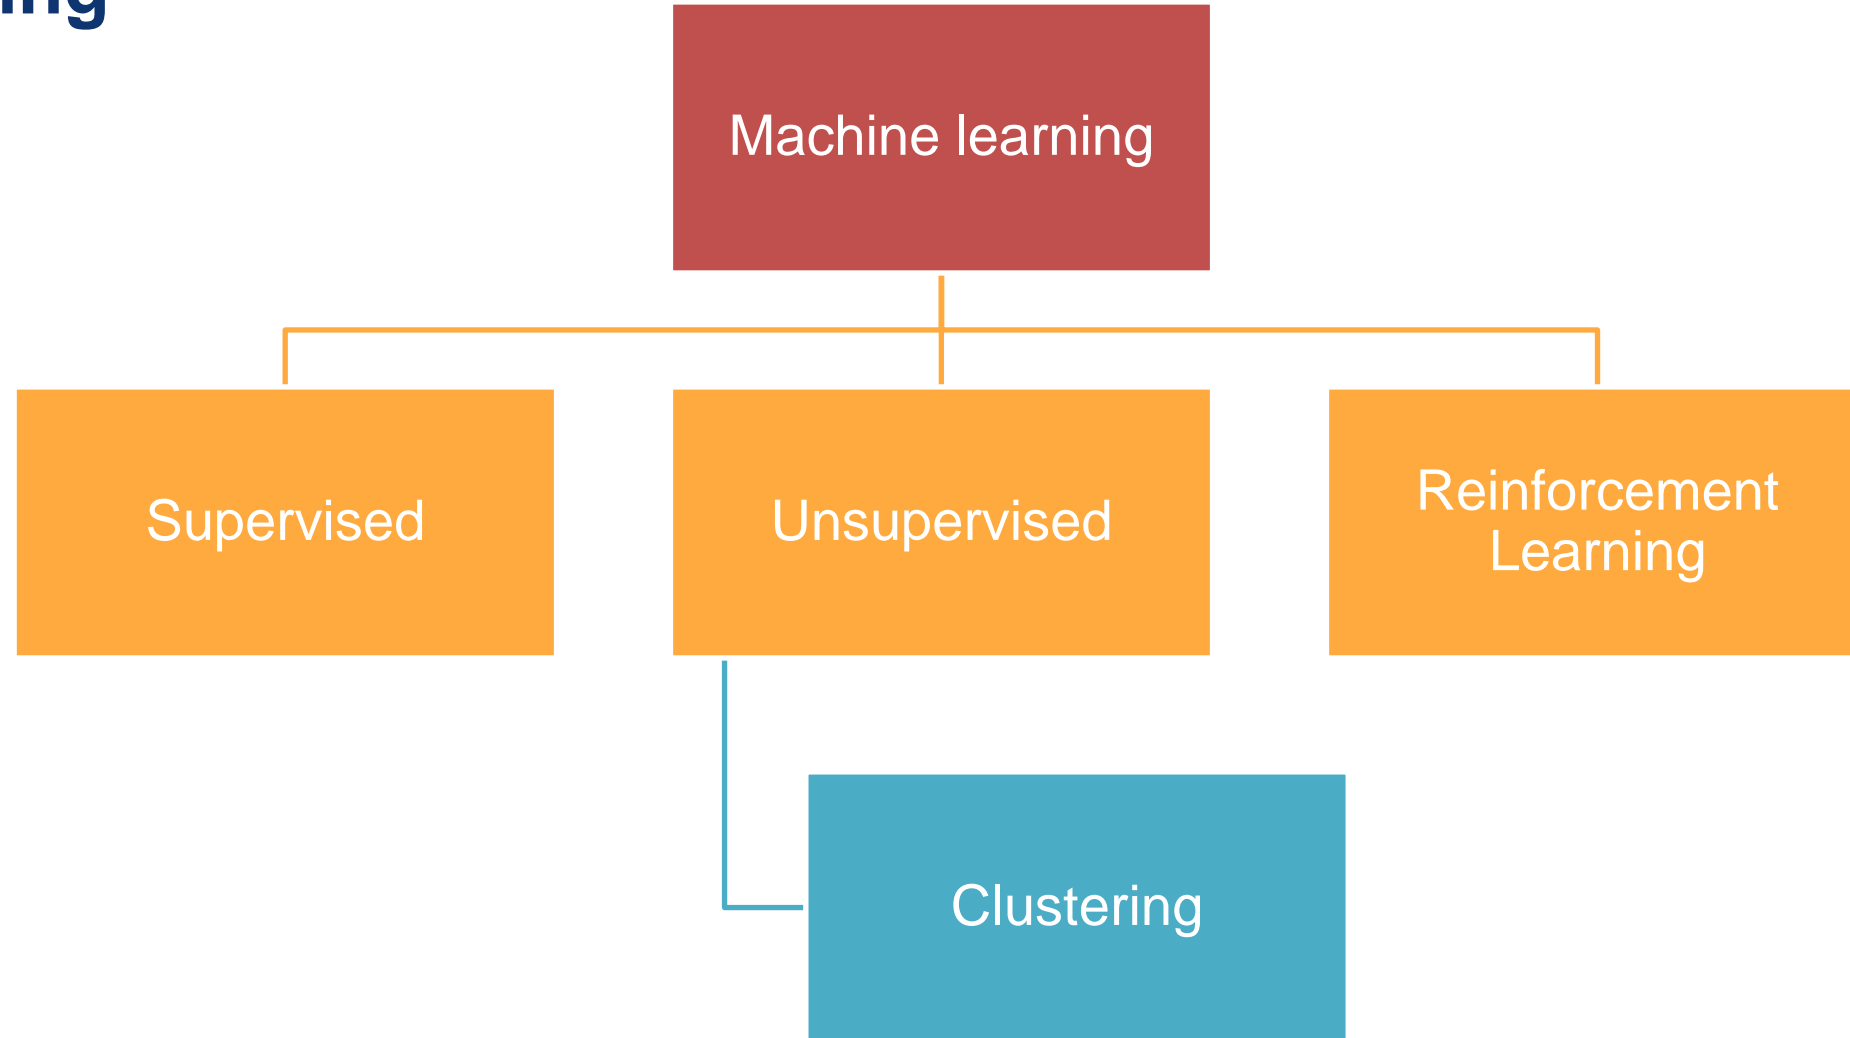 Machine learning
Supervised
Unsupervised
Reinforcement
Learning
Clustering